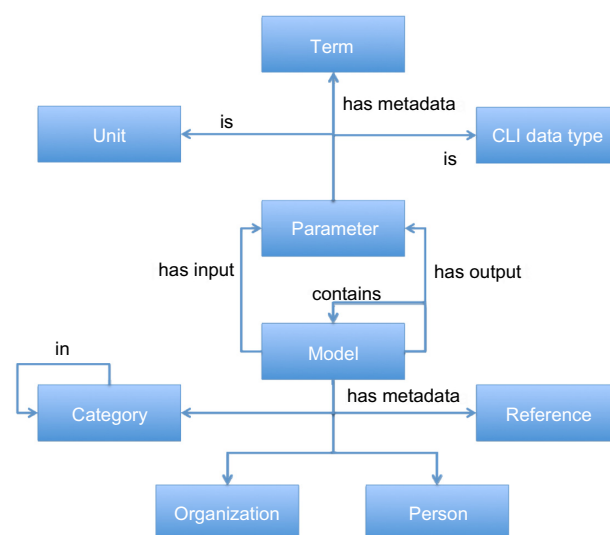 Term
has metadata
is
Unit
CLI data type
is
Parameter
has input
has output
contains
Model
in
has metadata
Category
Reference
Organization
Person